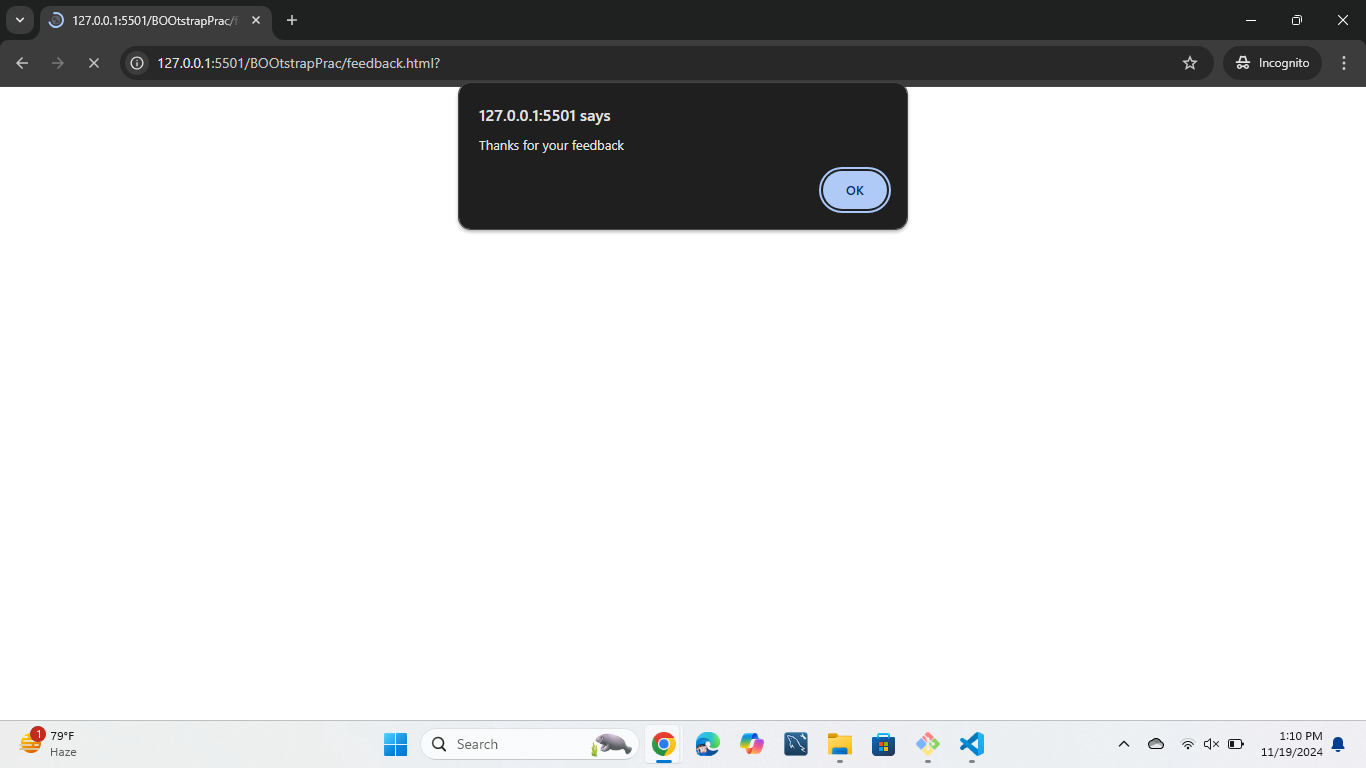 127.0.0.1:5501/BOOtstrapPrac/f
127.0.0.1:5501/BOOtstrapPrac/feedback.html?
Incognito
127.0.0.1:5501 says
Thanks for your feedback
OK
1
79°F
Haze
Search
1:10 PM
11/19/2024